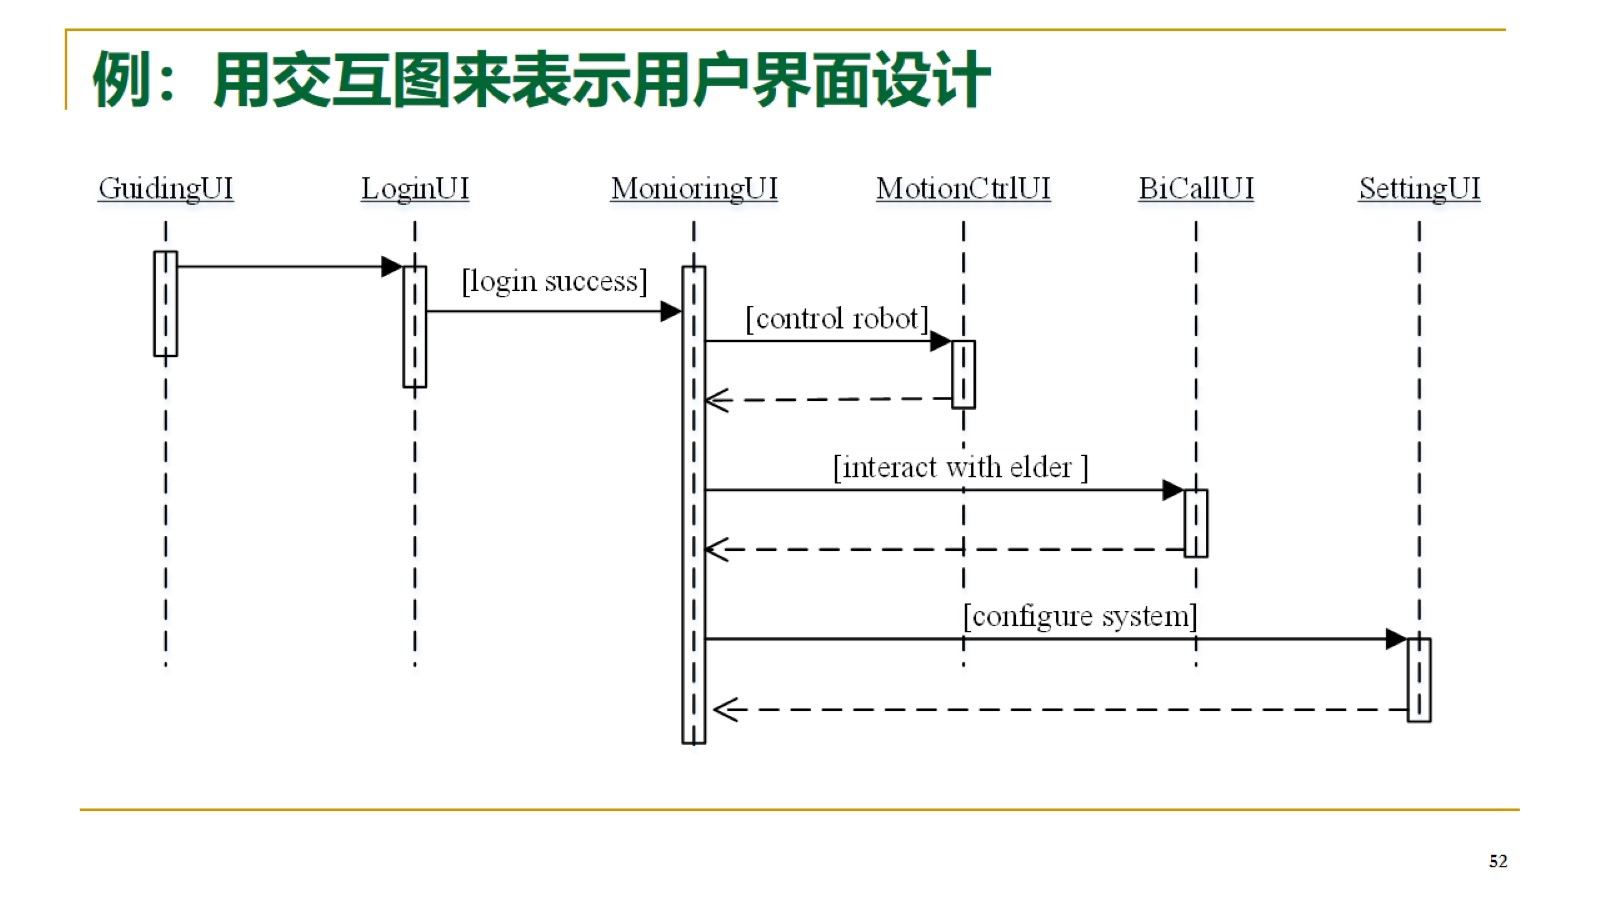 例：用交互图来表示用户界面设计
GuidingUI LoginUI MonioringUI MotionCtrlUI BiCallUI SettingUI
[login success]
[control robot]
[interact with elder ]
[configure system]
52